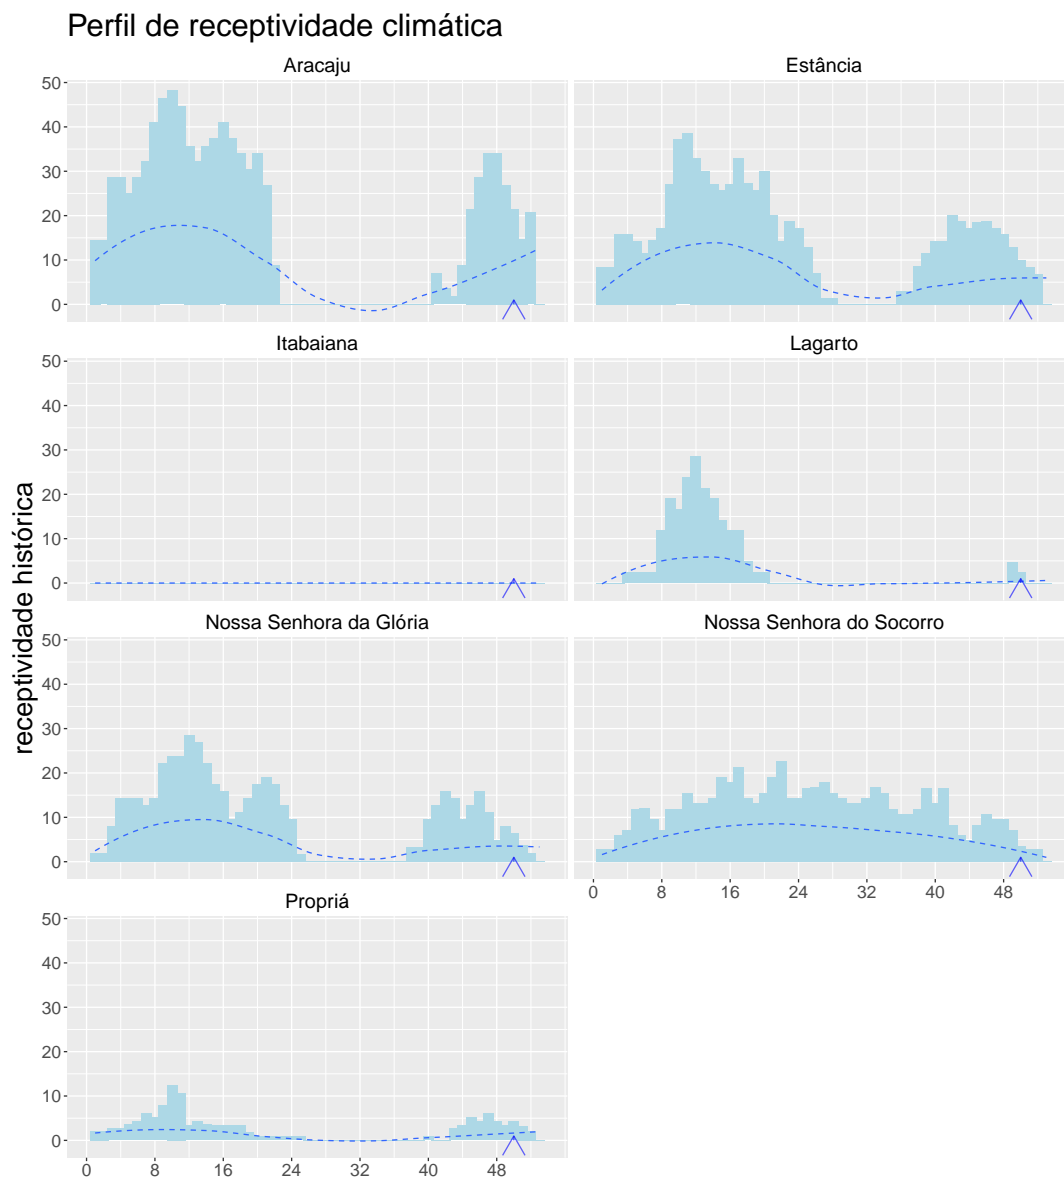 Perfil de receptividade climática
Aracaju
Estância
50
40
30
20
10
0
Itabaiana
Lagarto
50
40
30
20
10
0
receptividade histórica
Nossa Senhora da Glória
Nossa Senhora do Socorro
50
40
30
20
10
0
0 8 16 24 32 40 48
Propriá
50
40
30
20
10
0
0 8 16 24 32 40 48